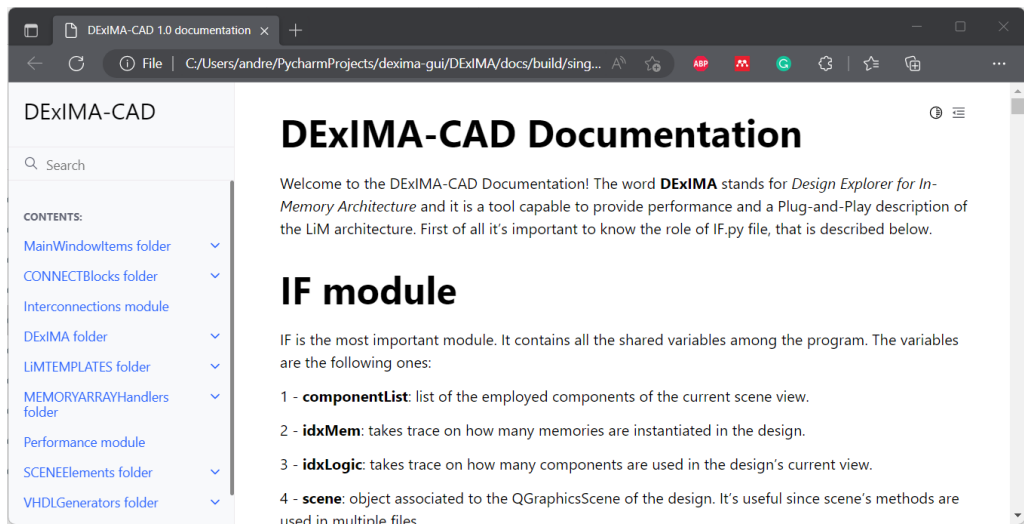 DExIMA-CAD 1.0 documentation
File
C:/Users/andre/PycharmProjects/dexima-gui/DExIMA/docs/build/sing...
ABP
DExIMA-CAD
Search
CONTENTS:
MainWindowItems folder
CONNECTBlocks folder
Interconnections module
DExIMA folder
LiMTEMPLATES folder
MEMORYARRAYHandlers
folder
Performance module
SCENEElements folder
VHDLGenerators folder
DExIMA-CAD Documentation
Welcome to the DExIMA-CAD Documentation! The word DExIMA stands for Design Explorer for In-
Memory Architecture and it is a tool capable to provide performance and a Plug-and-Play description of
the LiM architecture. First of all it's important to know the role of IF.py file, that is described below.
IF module
IF is the most important module. It contains all the shared variables among the program. The variables
are the following ones:
1 - componentList: list of the employed components of the current scene view.
2 - idxMem: takes trace on how many memories are instantiated in the design.
3 - idxLogic: takes trace on how many components are used in the design's current view.
4 - scene: object associated to the QGraphicsScene of the design. It's useful since scene's methods are
used in multiple files.